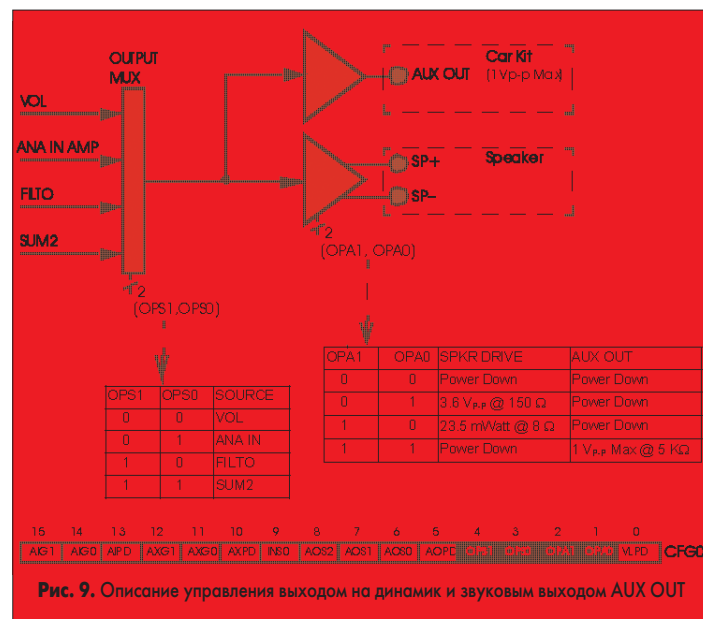 OUTPUT
MUX
VOL
ANA IN AMP
FILTO
SUM2
2
(OPS1,OPS0)
AUX OUT
Car Kit
(1Vp-p Max)
SP+
Speaker
SP–
2
(OPA1, OPA0)
OPA1 OPA0 SPKR DRIVE AUX OUT
0 0 Power Down Power Down
0 1 3.6 Vp.p @ 150 Ω Power Down
1 0 23.5 mWatt @ 8 Ω Power Down
1 1 Power Down 1 Vp.p Max @ 5 KΩ
OPS1 OPS0 SOURCE
0 0 VOL
0 1 ANA IN
1 0 FILTO
1 1 SUM2
15 14 13 12 11 10 9 8 7 6 5 4 3 2 1 0
AIG1 AIG0 AIPD AXG1 AXG0 AXPD INS0 AOS2 AOS1 AOS0 AOPD OPS1 OPS0 OPA1 OPA0 VLPD CFG0
Рис. 9. Описание управления выходом на динамик и звуковым выходом AUX OUT